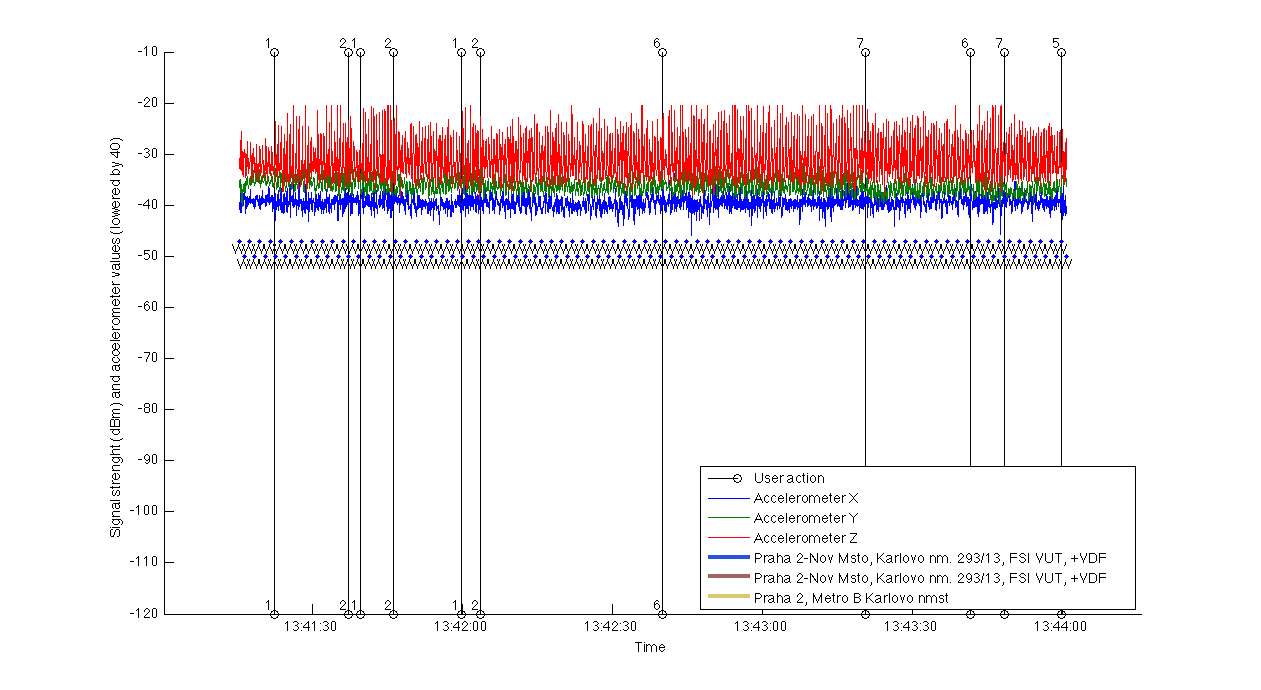 1 2 1 2 1 2 6 7 6 7 5
-10
-20
-30
-40
-50
-60
-70
-80
-90
-100
-110
-120
Signal strenght (dBm) and accelerometer values (lowered by 40)
User action
Accelerometer X
Accelerometer Y
Accelerometer Z
Praha 2-Nov Msto, Karlovo nm. 293/13, FSI VUT, +VDF
Praha 2-Nov Msto, Karlovo nm. 293/13, FSI VUT, +VDF
Praha 2, Metro B Karlovo nmst
1 2 1 2 1 2 6
13:41:30 13:42:00 13:42:30 13:43:00 13:43:30 13:44:00
Time